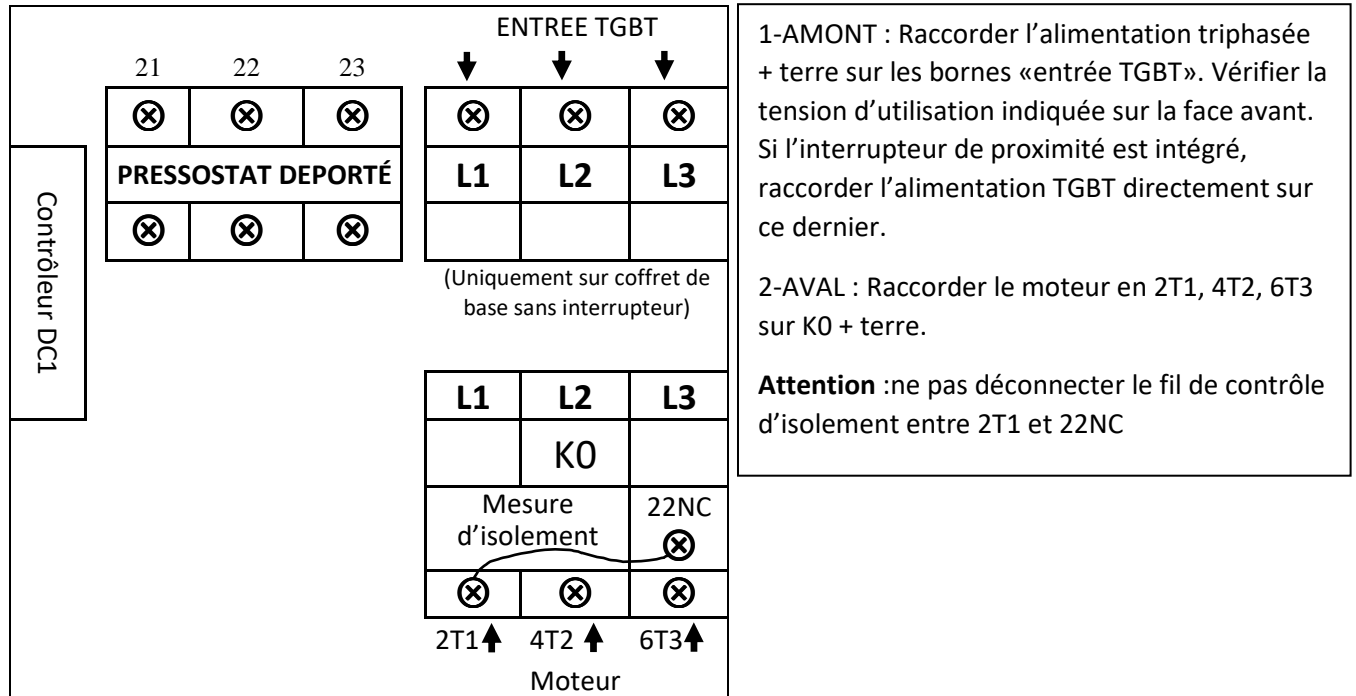 ENTREE TGBT
21 22 23
PRESSOSTAT DEPORTÉ
L1 L2 L3
(Uniquement sur coffret de
base sans interrupteur)
Contrôleur DC1
L1 L2 L3
K0
Mesure
d’isolement
22NC
2T1 4T2 6T3
Moteur
1-AMONT : Raccorder l’alimentation triphasée
+ terre sur les bornes «entrée TGBT». Vérifier la
tension d’utilisation indiquée sur la face avant.
Si l’interrupteur de proximité est intégré,
raccorder l’alimentation TGBT directement sur
ce dernier.
2-AVAL : Raccorder le moteur en 2T1, 4T2, 6T3
sur K0 + terre.
Attention :ne pas déconnecter le fil de contrôle
d’isolement entre 2T1 et 22NC